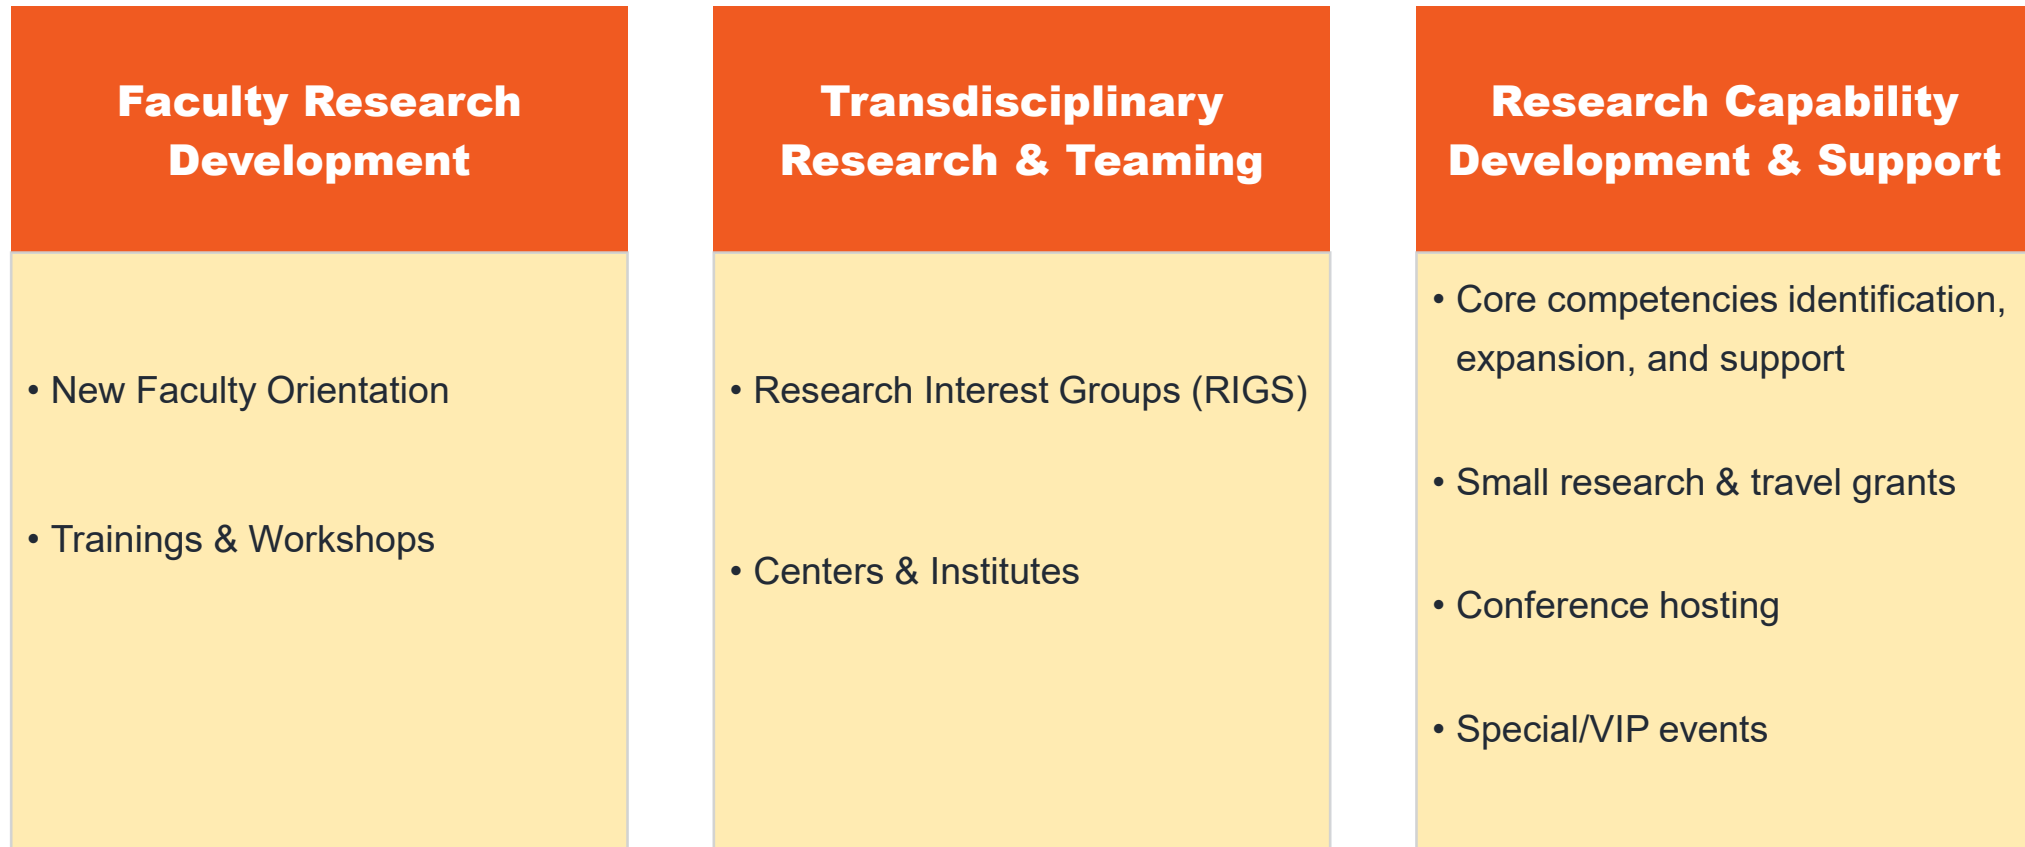 Faculty Research
Development
• New Faculty Orientation
• Trainings & Workshops
Transdisciplinary
Research & Teaming
• Research Interest Groups (RIGS)
• Centers & Institutes
Research Capability
Development & Support
• Core competencies identification,
expansion, and support
• Small research & travel grants
• Conference hosting
• Special/VIP events